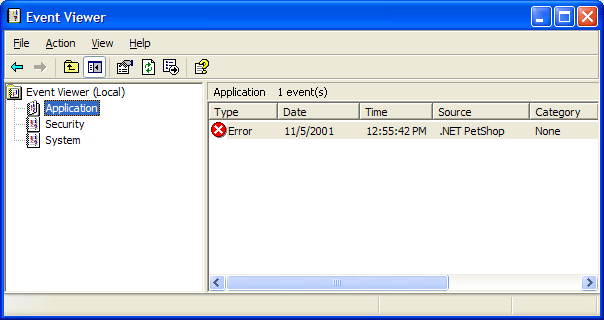 Event Viewer
File Action View Help
Event Viewer (Local)
Application
Security
System
Application 1 event(s)
Type Date Time Source Category
Error 11/5/2001 12:55:42 PM .NET PetShop None